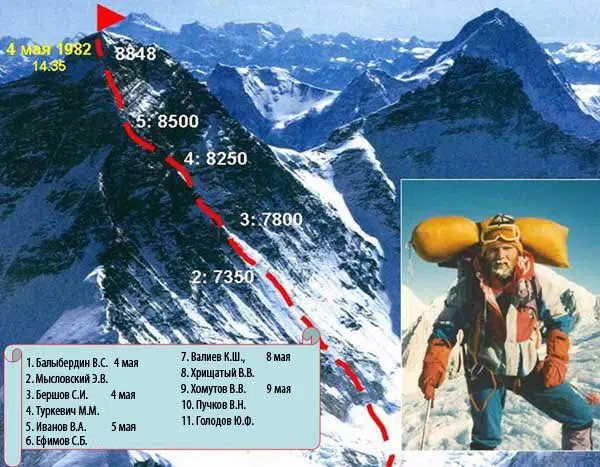 4 мая 1982
14.35
8848
5: 8500
4: 8250
3: 7800
2: 7350
1. Балыбердин В.С. 4 мая
2. Мысловский Э.В.
3. Бершов С.И. 4 мая
4. Туркевич М.М.
5. Иванов В.А. 5 мая
6. Ефимов С.Б.
7. Валиев К.Ш., 8 мая
8. Хрищатый В.В.
9. Хомутов В.В. 9 мая
10. Пучков В.Н.
11. Голодов Ю.Ф.